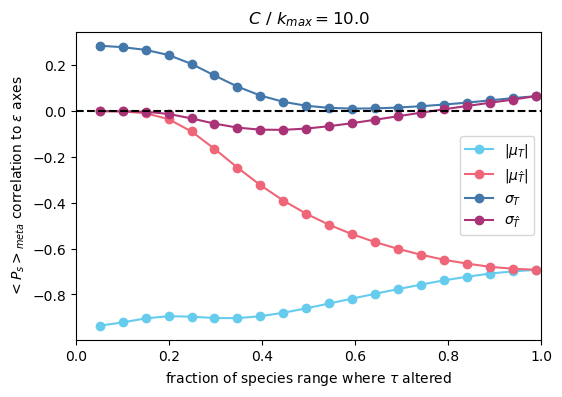 C / k_max = 10.0
< P_s >_meta correlation to ε axes
0.2
0.0
−0.2
−0.4
−0.6
−0.8
|μ_T|
|μ_T̂|
σ_T
σ_T̂
0.0 0.2 0.4 0.6 0.8 1.0
fraction of species range where τ altered